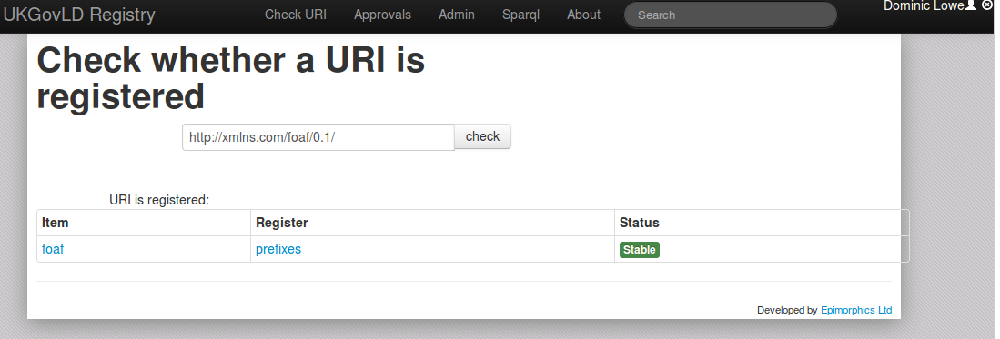 UKGovLD Registry Check URI Approvals Admin Sparql About Search Dominic Lowe
Check whether a URI is
registered
http://xmlns.com/foaf/0.1/ check
URI is registered:
Item Register Status
foaf prefixes Stable
Developed by Epimorphics Ltd